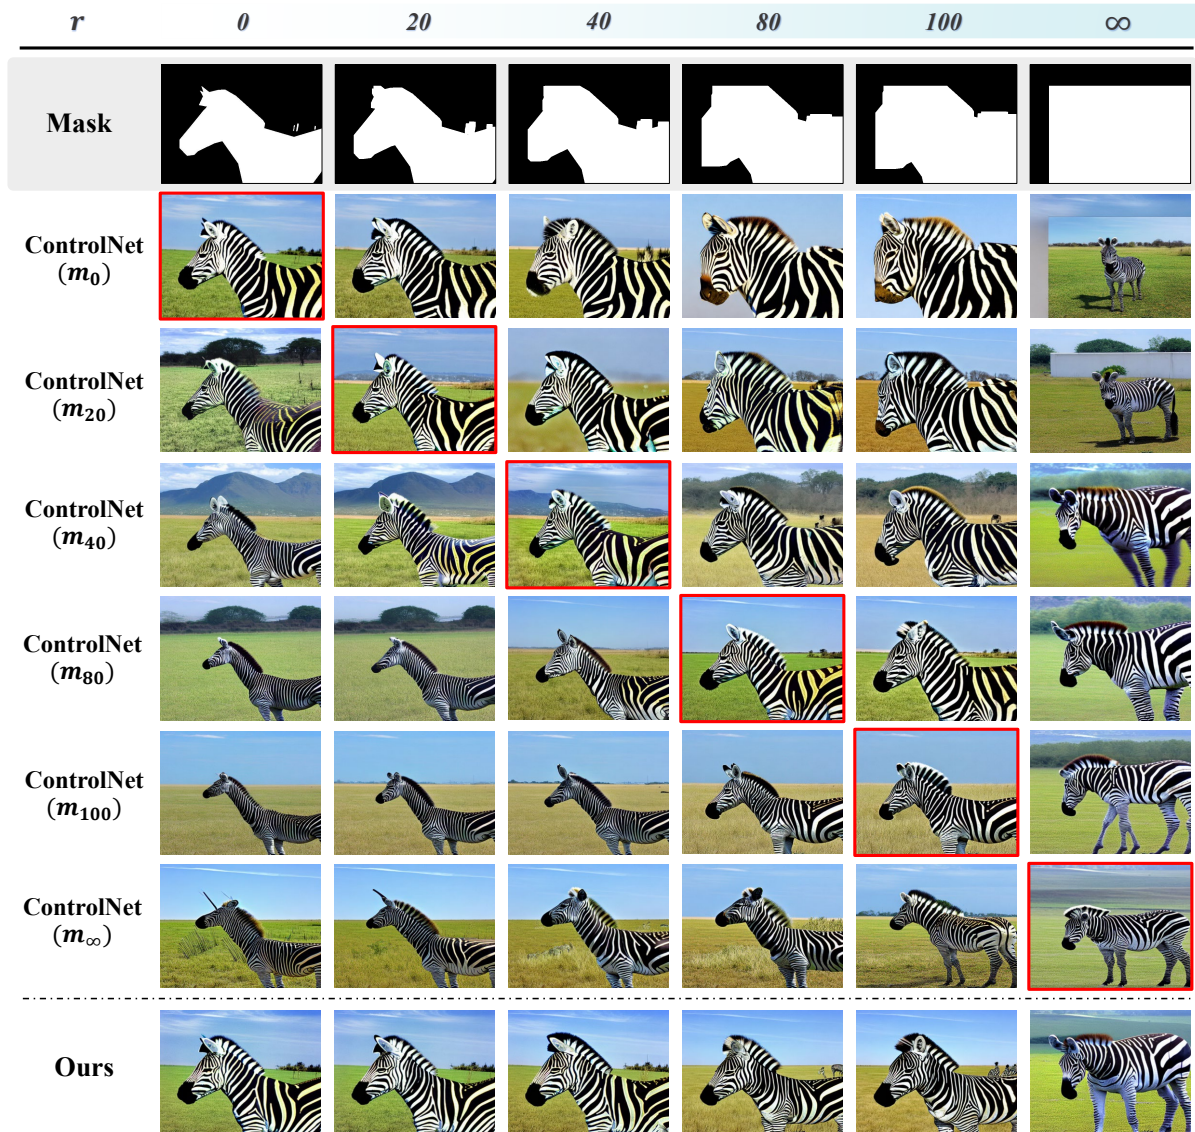 r 0 20 40 80 100 ∞
Mask
ControlNet
(m₀)
ControlNet
(m₂₀)
ControlNet
(m₄₀)
ControlNet
(m₈₀)
ControlNet
(m₁₀₀)
ControlNet
(m∞)
Ours